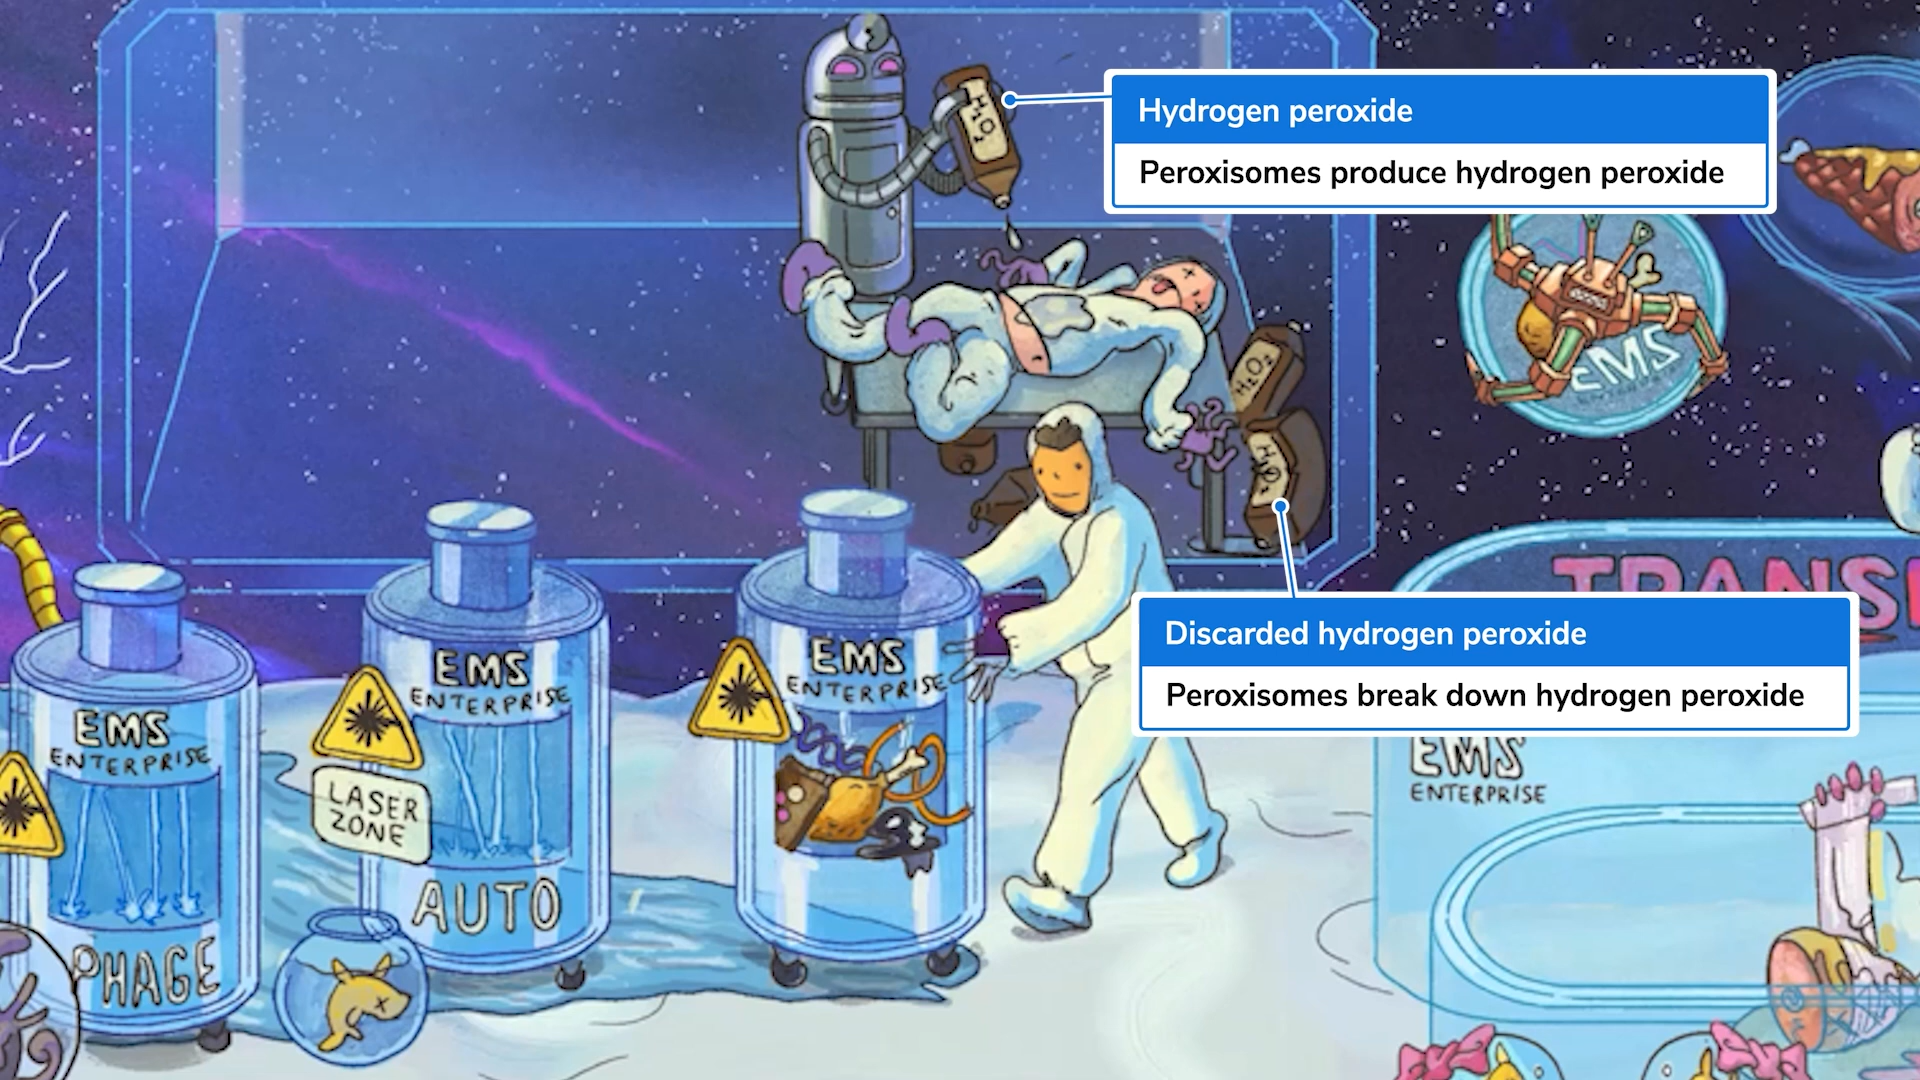 H2O2
Hydrogen peroxide
Peroxisomes produce hydrogen peroxide
H2O2
EMS
H2O2
TRANS
Discarded hydrogen peroxide
Peroxisomes break down hydrogen peroxide
EMS
ENTERPRISE
EMS
ENTERPRISE
EMS
ENTERPRISE
EMS
ENTERPRISE
LASER
ZONE
AUTO
PHAGE